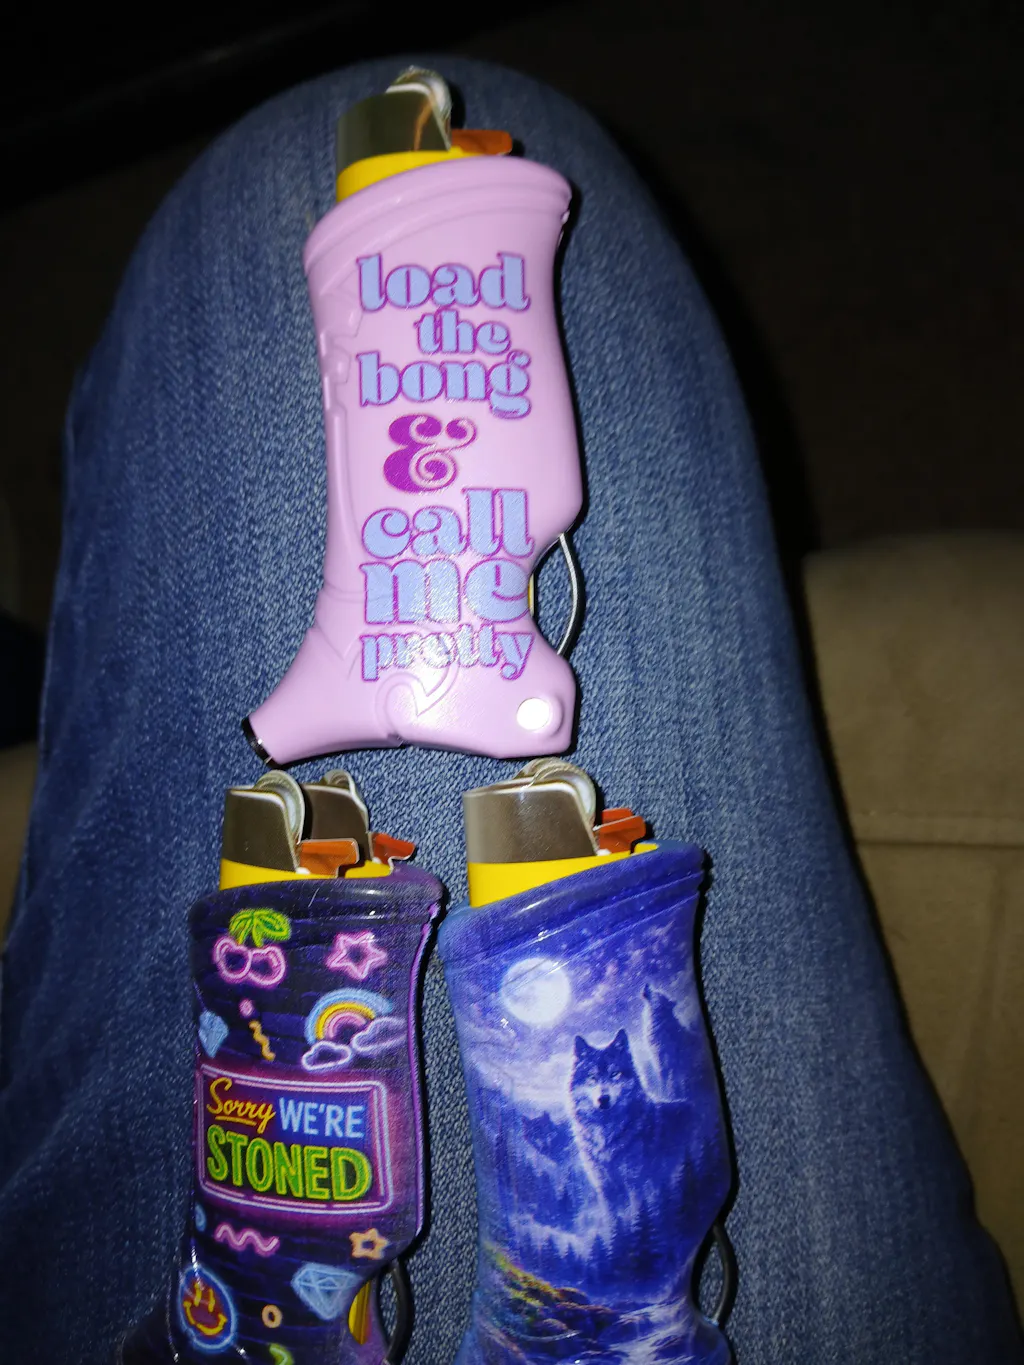 load
the
bong
&
call
me
pretty
Sorry WE'RE
STONED